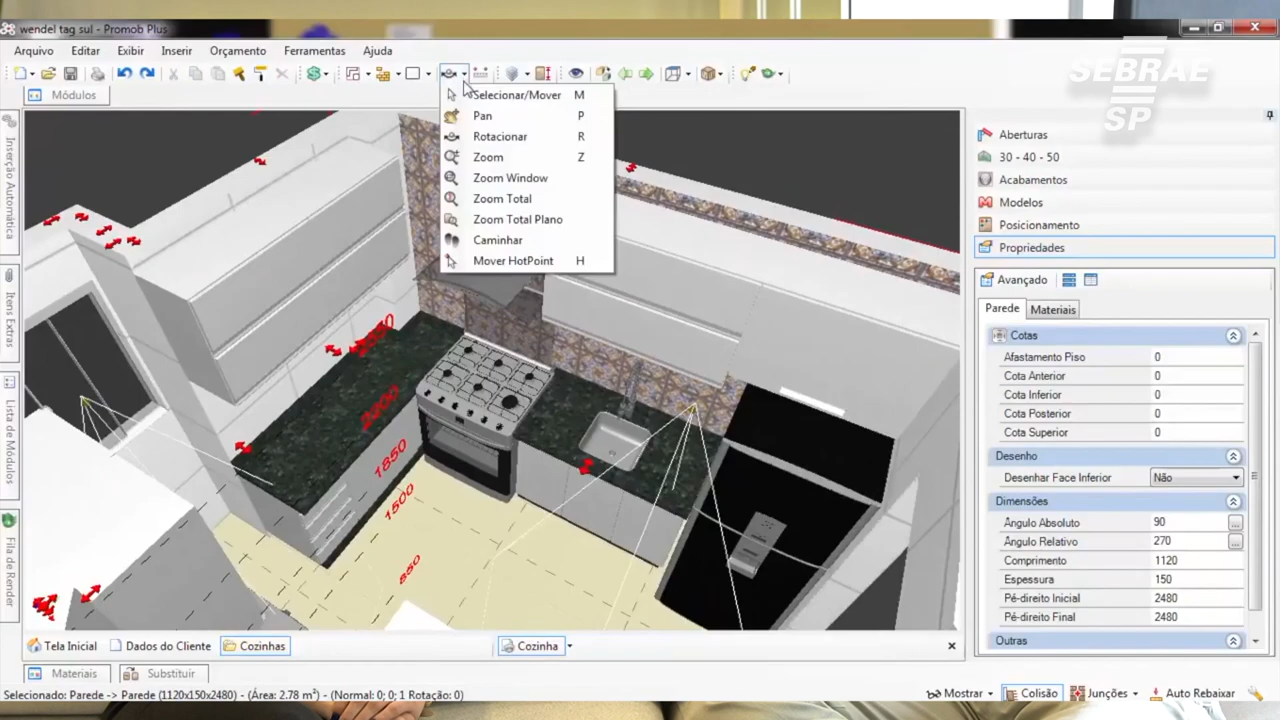 wendel tag sul - Promob Plus
SEBRAE
SP
Arquivo Editar Exibir Inserir Orçamento Ferramentas Ajuda
Módulos
Selecionar/Mover M
Pan P
Rotacionar R
Zoom Z
Zoom Window
Zoom Total
Zoom Total Plano
Caminhar
Mover HotPoint H
Inserção Automática
Itens Extras
Lista de Módulos
Fila de Render
2200
1850
1500
850
Aberturas
30 - 40 - 50
Acabamentos
Modelos
Posicionamento
Propriedades
Avançado
Parede Materiais
Cotas
Afastamento Piso 0
Cota Anterior 0
Cota Inferior 0
Cota Posterior 0
Cota Superior 0
Desenho
Desenhar Face Inferior Não
Dimensões
Ângulo Absoluto 90
Ângulo Relativo 270
Comprimento 1120
Espessura 150
Pé-direito Inicial 2480
Pé-direito Final 2480
Outras
Tela Inicial Dados do Cliente Cozinhas Cozinha
Materiais Substituir
Selecionado: Parede -> Parede (1120x150x2480) - (Área: 2.78 m²) - (Normal: 0; 0; 1 Rotação: 0)
Mostrar Colisão Junções Auto Rebaixar